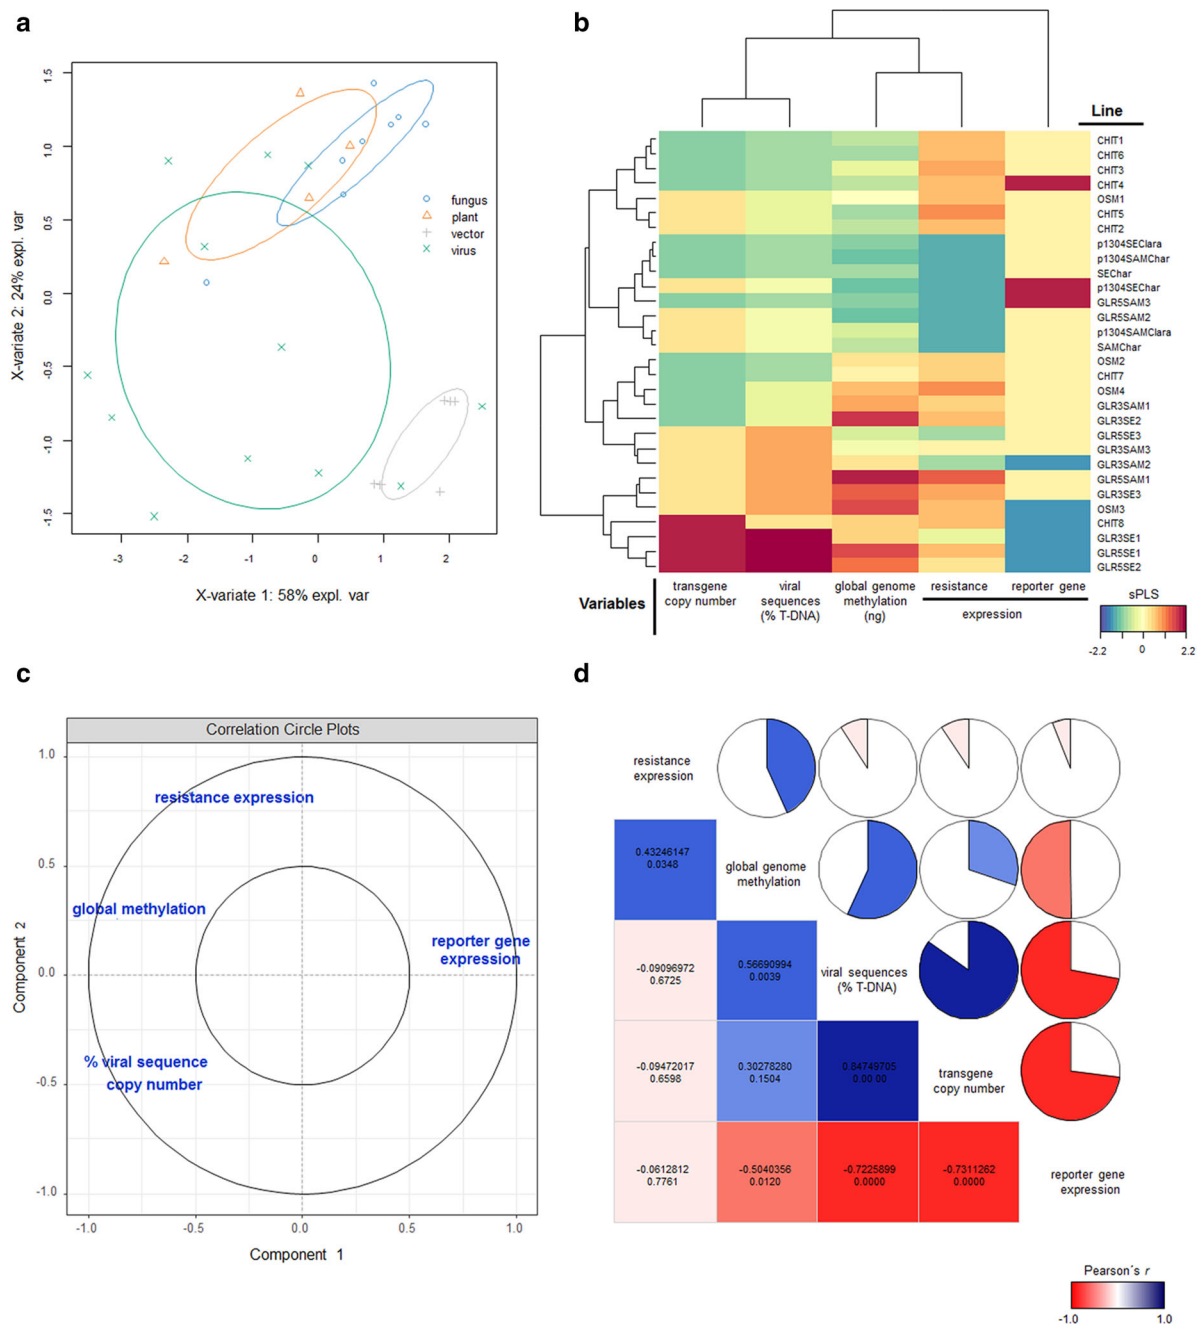 a
X-variate 2: 24% expl. var
1.5
1.0
0.5
0.0
-0.5
-1.0
-1.5
-3
-2
-1
0
1
2
X-variate 1: 58% expl. var
fungus
plant
vector
virus
b
Line
CHIT1
CHIT6
CHIT3
CHIT4
OSM1
CHIT5
CHIT2
p1304SEClara
p1304SAMChar
SEChar
p1304SEChar
GLR5SAM3
GLR5SAM2
p1304SAMClara
SAMChar
OSM2
CHIT7
OSM4
GLR3SAM1
GLR3SE2
GLR5SE3
GLR3SAM3
GLR3SAM2
GLR5SAM1
GLR3SE3
OSM3
CHIT8
GLR3SE1
GLR5SE1
GLR5SE2
Variables
transgene
copy number
viral
sequences
(% T-DNA)
global genome
methylation
(ng)
resistance
reporter gene
expression
sPLS
-2.2
0
2.2
c
Correlation Circle Plots
Component 2
1.0
0.5
0.0
-0.5
-1.0
resistance expression
global methylation
reporter gene
expression
% viral sequence
copy number
-1.0
-0.5
0.0
0.5
1.0
Component 1
d
resistance
expression
0.43246147
0.0348
global genome
methylation
-0.09096972
0.6725
0.56690994
0.0039
viral sequences
(% T-DNA)
-0.09472017
0.6598
0.30278280
0.1504
0.84749705
0.00 00
transgene
copy number
-0.0612812
0.7761
-0.5040356
0.0120
-0.7225899
0.0000
-0.7311262
0.0000
reporter gene
expression
Pearson´s r
-1.0
1.0